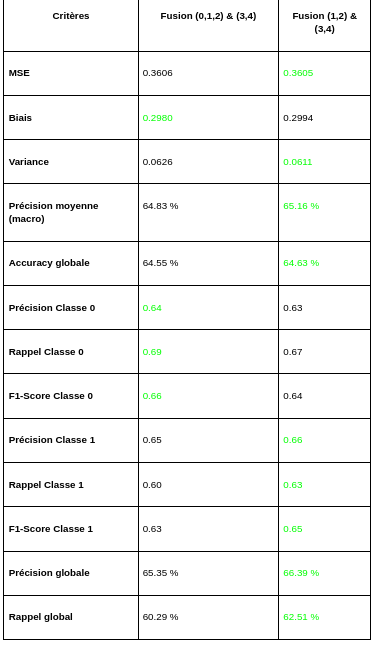 Critères Fusion (0,1,2) & (3,4) Fusion (1,2) &
(3,4)
MSE 0.3606 0.3605
Biais 0.2980 0.2994
Variance 0.0626 0.0611
Précision moyenne 64.83 % 65.16 %
(macro)
Accuracy globale 64.55 % 64.63 %
Précision Classe 0 0.64 0.63
Rappel Classe 0 0.69 0.67
F1-Score Classe 0 0.66 0.64
Précision Classe 1 0.65 0.66
Rappel Classe 1 0.60 0.63
F1-Score Classe 1 0.63 0.65
Précision globale 65.35 % 66.39 %
Rappel global 60.29 % 62.51 %